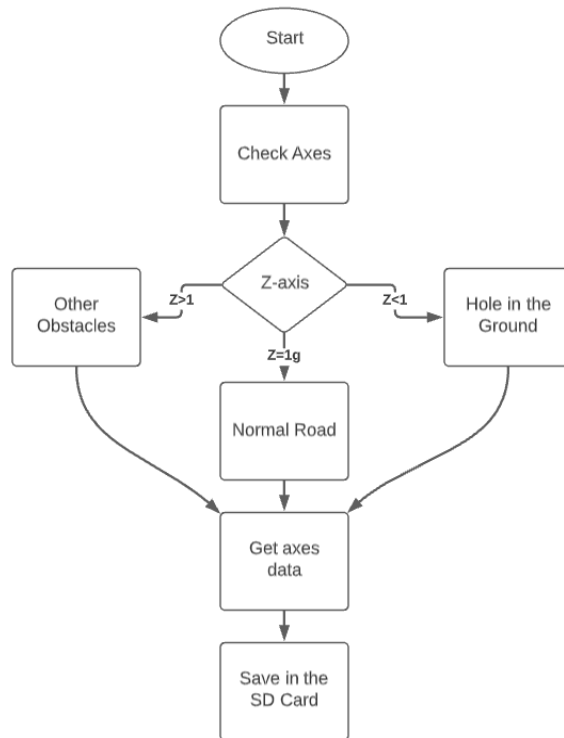 Start
Check Axes
Z-axis
Z>1
Z<1
Z=1g
Other
Obstacles
Hole in the
Ground
Normal Road
Get axes
data
Save in the
SD Card